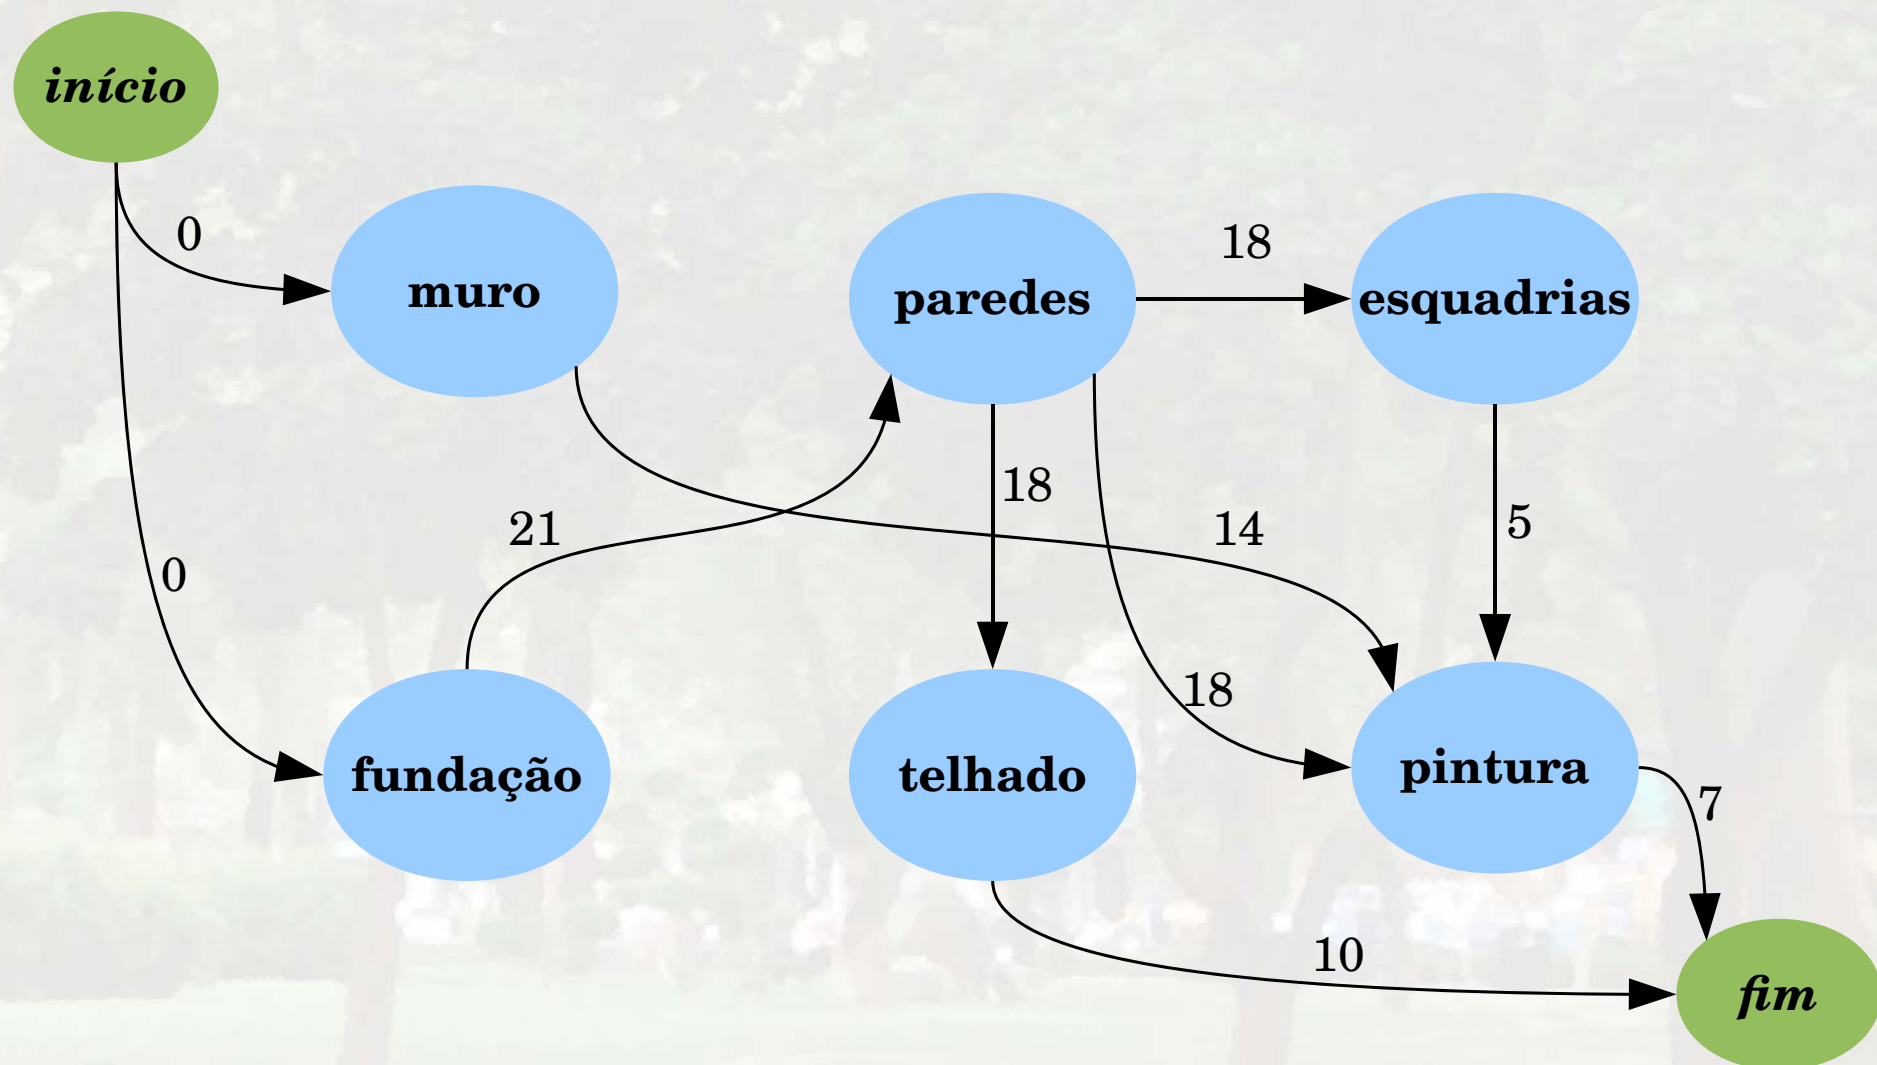 início
0
muro
paredes
18
esquadrias
21
18
14
5
0
18
fundação
telhado
pintura
7
10
fim